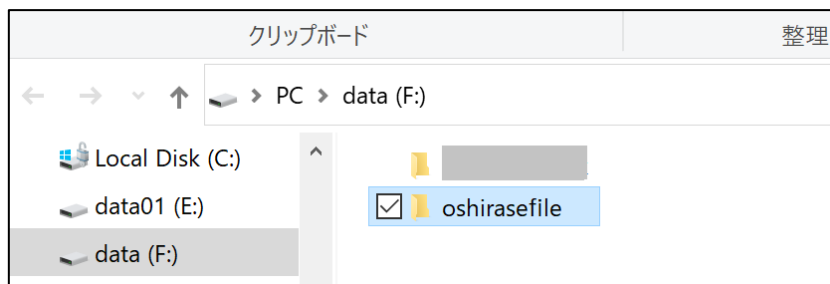 クリップボード 整理
PC > data (F:)
Local Disk (C:)
data01 (E:)
oshirasefile
data (F:)